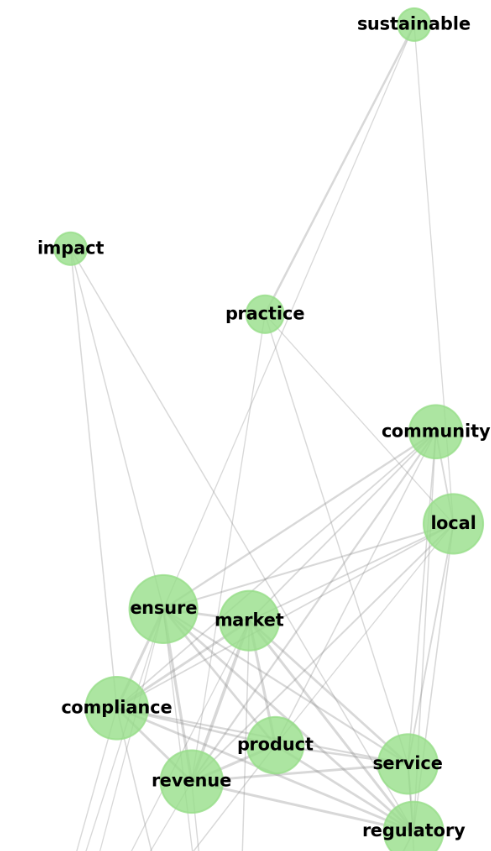 sustainable
impact
practice
community
local
ensure
market
compliance
product
service
revenue
regulatory